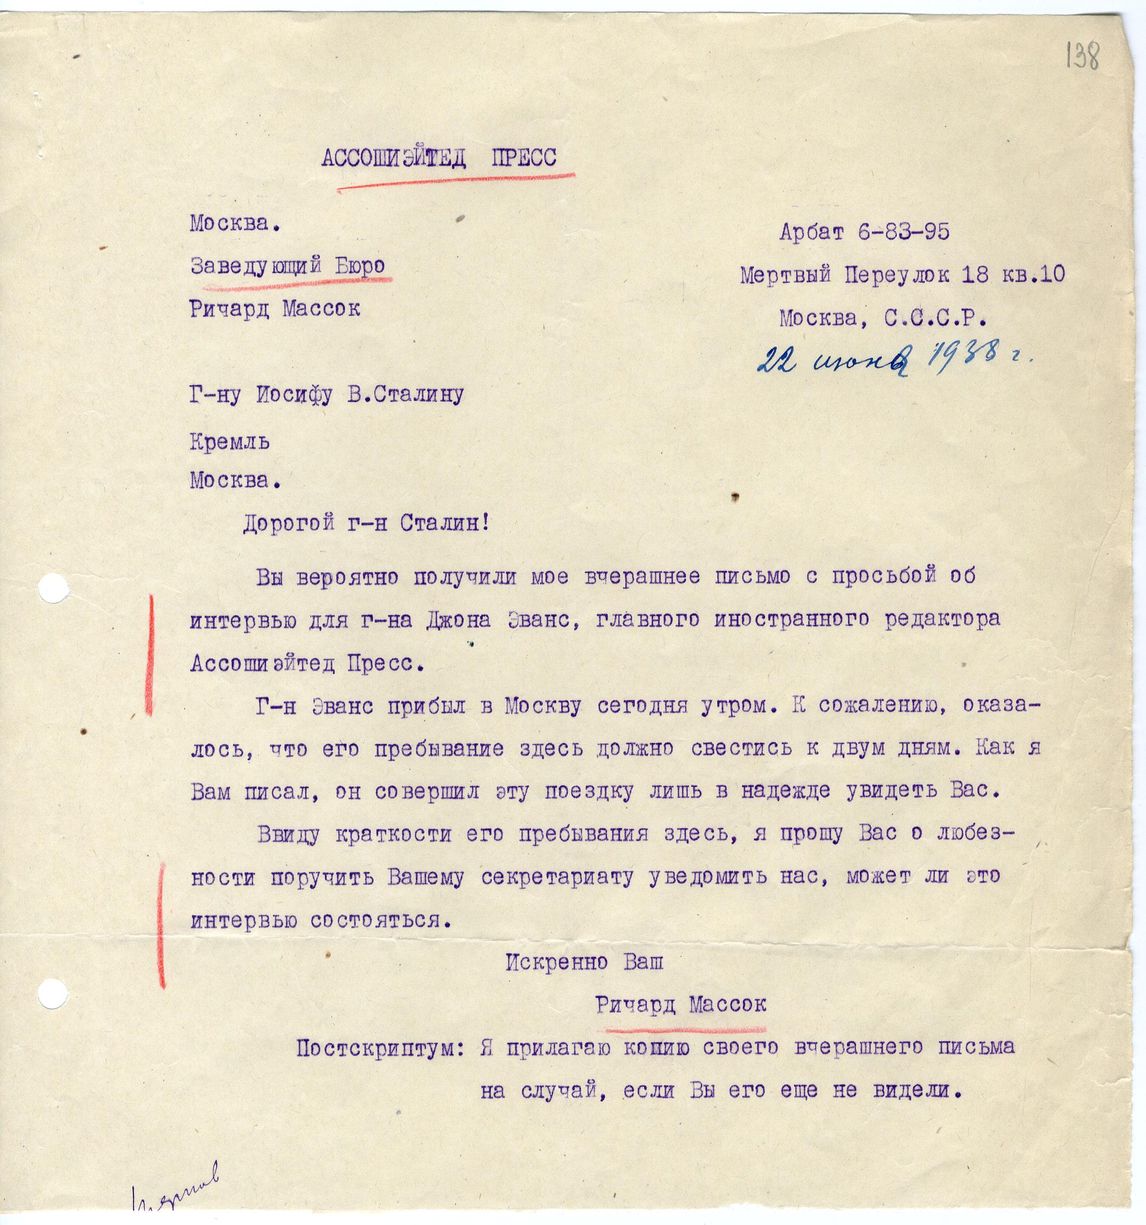 138
АССОШИЭЙТЕД ПРЕСС
Москва.
Заведующий Бюро
Ричард Массок
Арбат 6-83-95
Мертвый Переулок 18 кв.10
Москва, С.С.С.Р.
22 июня 1938 г.
Г-ну Иосифу В.Сталину
Кремль
Москва.
Дорогой г-н Сталин!
Вы вероятно получили мое вчерашнее письмо с просьбой об
интервью для г-на Джона Эванс, главного иностранного редактора
Ассошиэйтед Пресс.
Г-н Эванс прибыл в Москву сегодня утром. К сожалению, оказа-
лось, что его пребывание здесь должно свестись к двум дням. Как я
Вам писал, он совершил эту поездку лишь в надежде увидеть Вас.
Ввиду краткости его пребывания здесь, я прошу Вас о любез-
ности поручить Вашему секретариату уведомить нас, может ли это
интервью состояться.
Искренно Ваш
Ричард Массок
Постскриптум: Я прилагаю копию своего вчерашнего письма
на случай, если Вы его еще не видели.